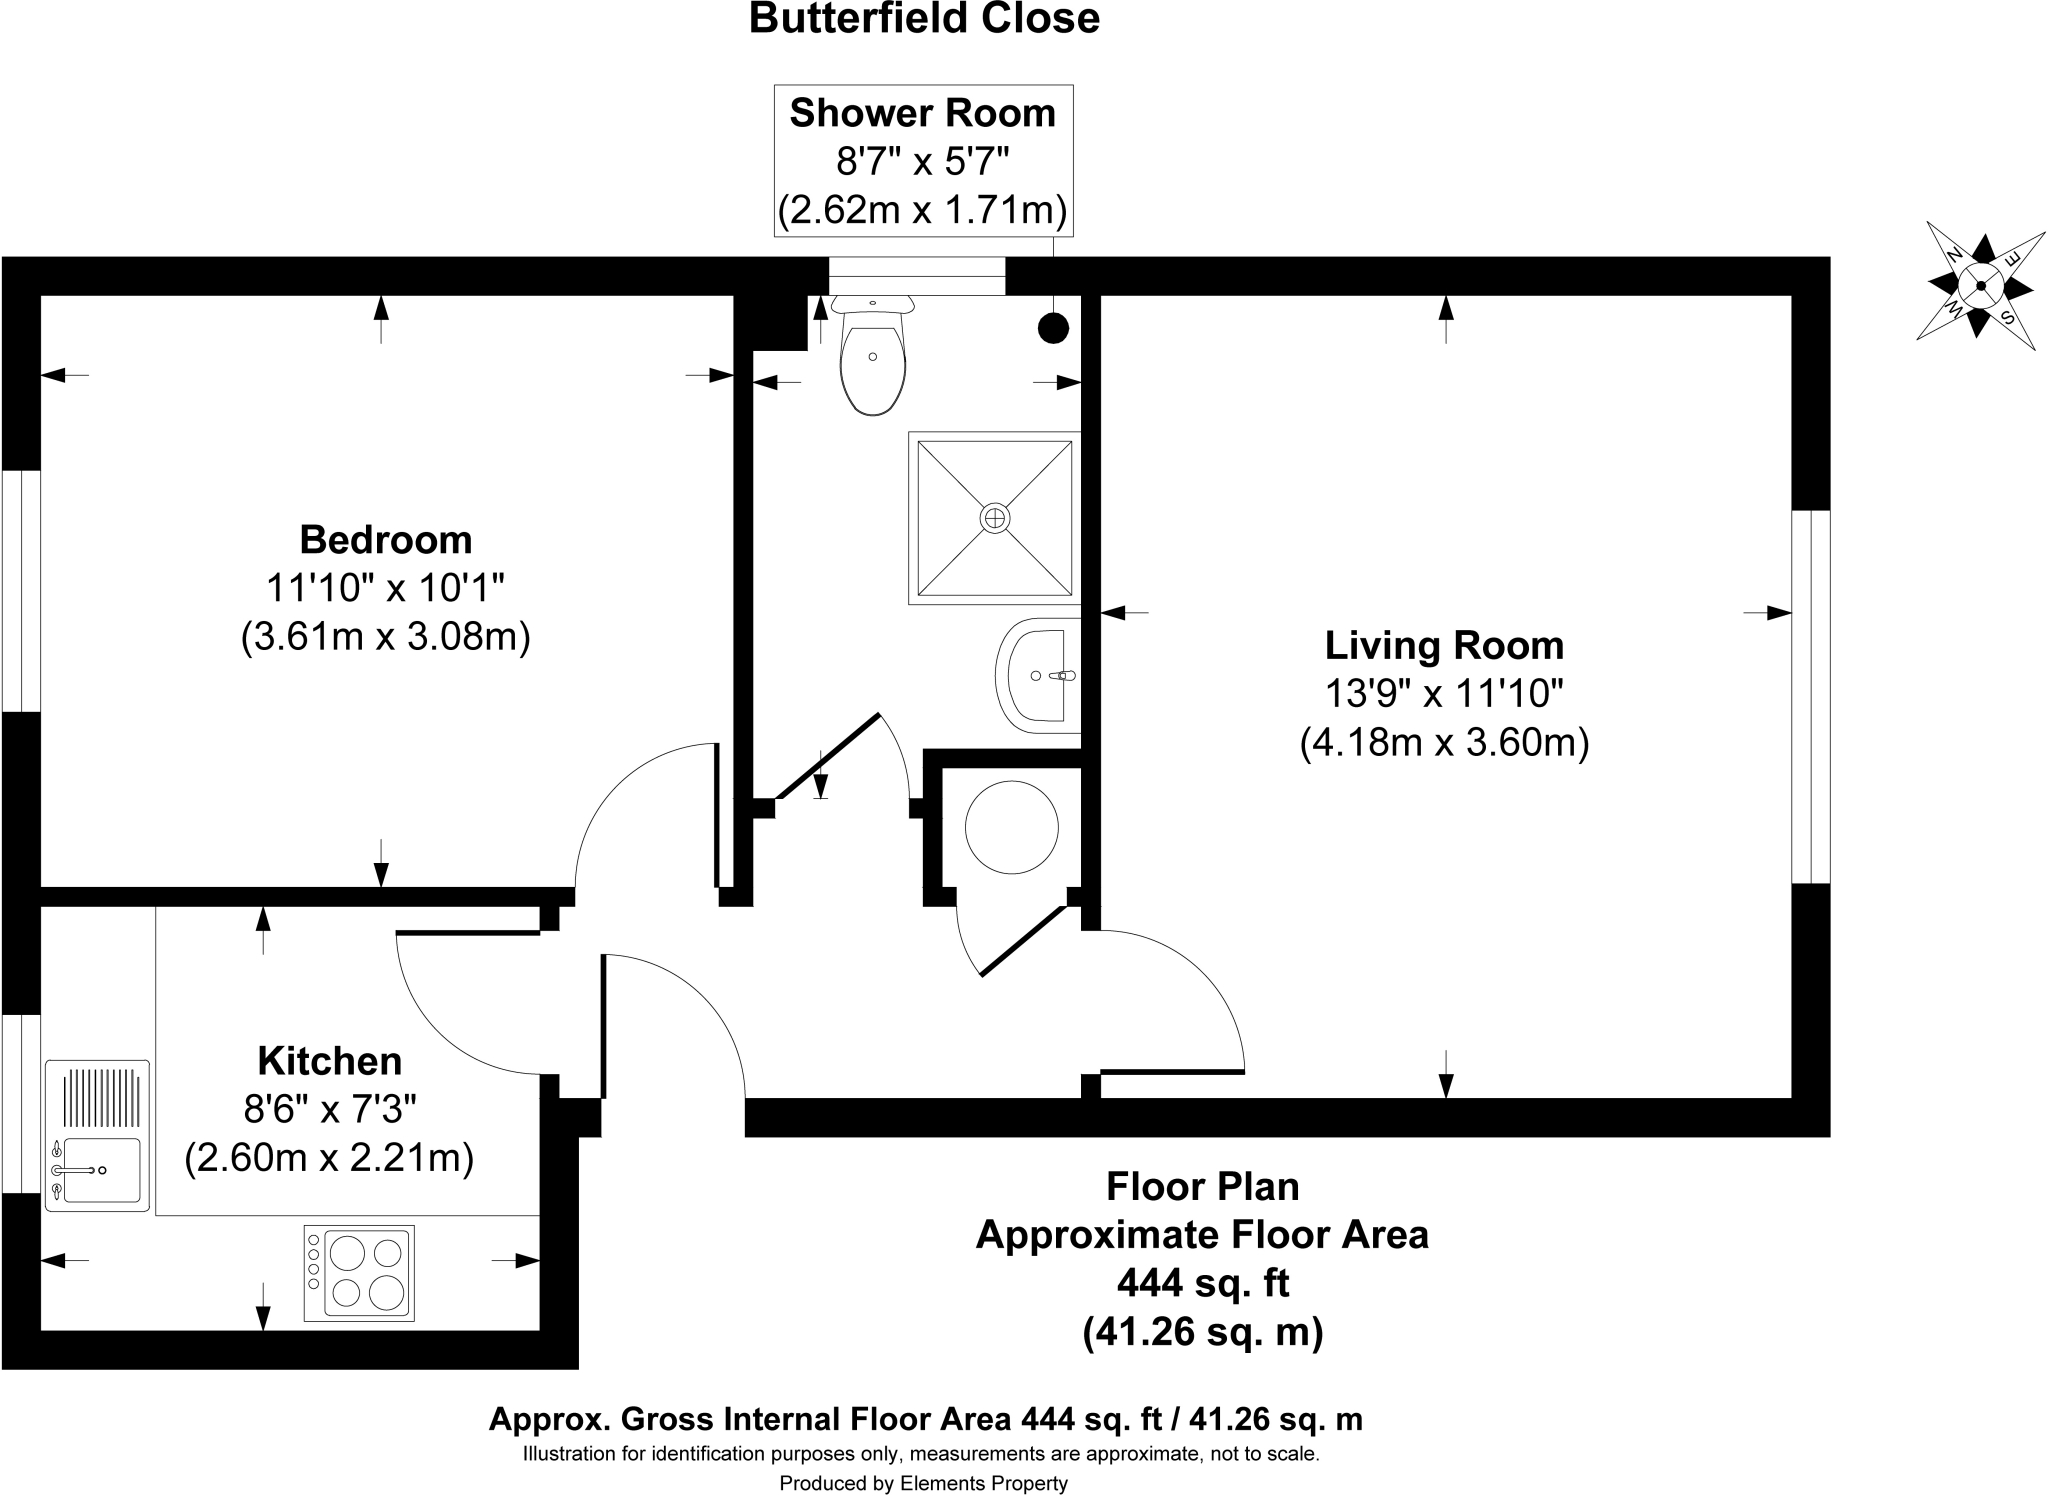 Butterfield Close
Shower Room
8'7" x 5'7"
(2.62m x 1.71m)
N
E
W
S
Bedroom
11'10" x 10'1"
(3.61m x 3.08m)
Living Room
13'9" x 11'10"
(4.18m x 3.60m)
Kitchen
8'6" x 7'3"
(2.60m x 2.21m)
Floor Plan
Approximate Floor Area
444 sq. ft
(41.26 sq. m)
Approx. Gross Internal Floor Area 444 sq. ft / 41.26 sq. m
Illustration for identification purposes only, measurements are approximate, not to scale.
Produced by Elements Property